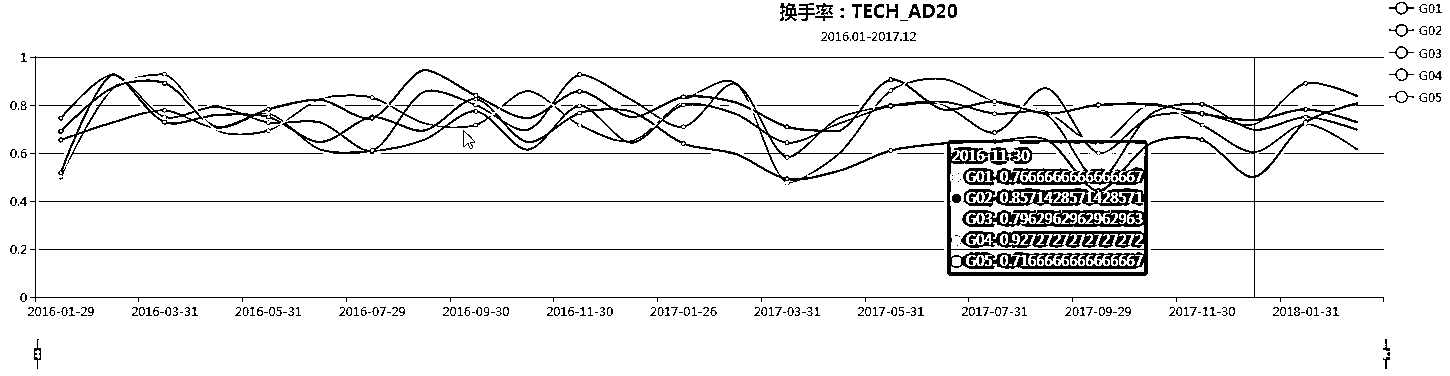 换手率：TECH_AD20
2016.01-2017.12
G01
G02
G03
G04
G05
1
0.8
0.6
0.4
0.2
0
2016-11-30
G01 0.7666666666666667
G02 0.8571428571428571
G03 0.7962962962962963
G04 0.9272727272727272
G05 0.7166666666666667
2016-01-29
2016-03-31
2016-05-31
2016-07-29
2016-09-30
2016-11-30
2017-01-26
2017-03-31
2017-05-31
2017-07-31
2017-09-29
2017-11-30
2018-01-31